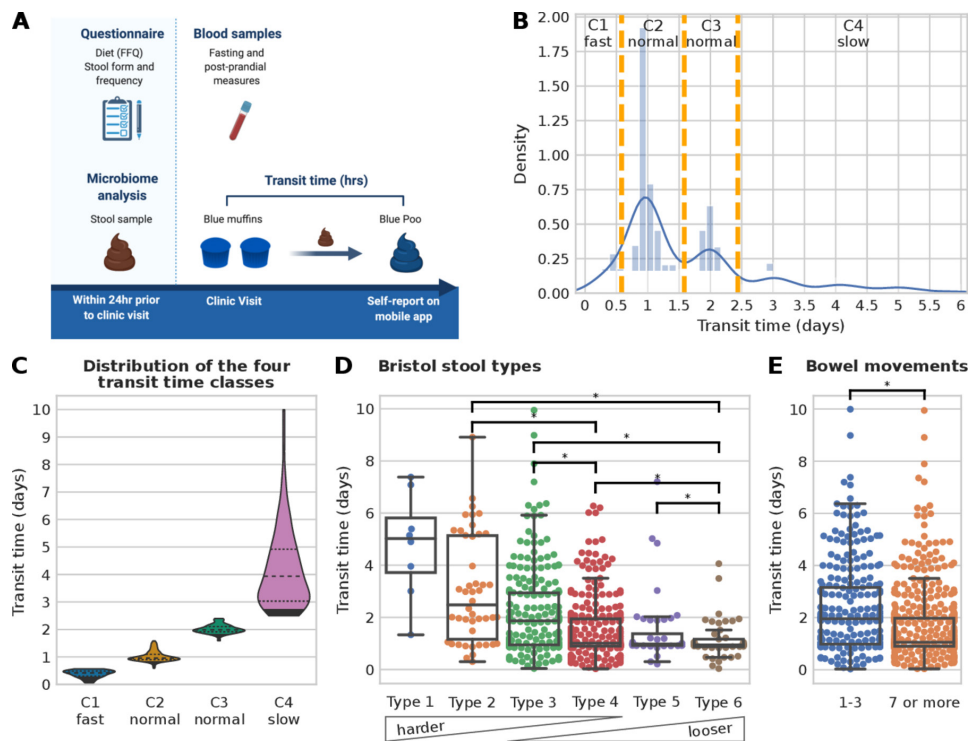 A
Questionnaire
Diet (FFQ)
Stool form and
frequency
Blood samples
Fasting and
post-prandial
measures
Microbiome
analysis
Stool sample
Transit time (hrs)
Blue muffins
Blue Poo
Within 24hr prior
to clinic visit
Clinic Visit
Self-report on
mobile app
B
C1
fast
C2
normal
C3
normal
C4
slow
Density
2.00
1.75
1.50
1.25
1.00
0.75
0.50
0.25
0.00
0 0.5 1 1.5 2 2.5 3 3.5 4 4.5 5 5.5 6
Transit time (days)
C
Distribution of the four
transit time classes
Transit time (days)
10
9
8
7
6
5
4
3
2
1
0
C1
fast
C2
normal
C3
normal
C4
slow
D
Bristol stool types
Transit time (days)
10
8
6
4
2
0
*
*
*
*
*
*
Type 1 Type 2 Type 3 Type 4 Type 5 Type 6
harder
looser
E
Bowel movements
Transit time (days)
10
8
6
4
2
0
*
1-3 7 or more